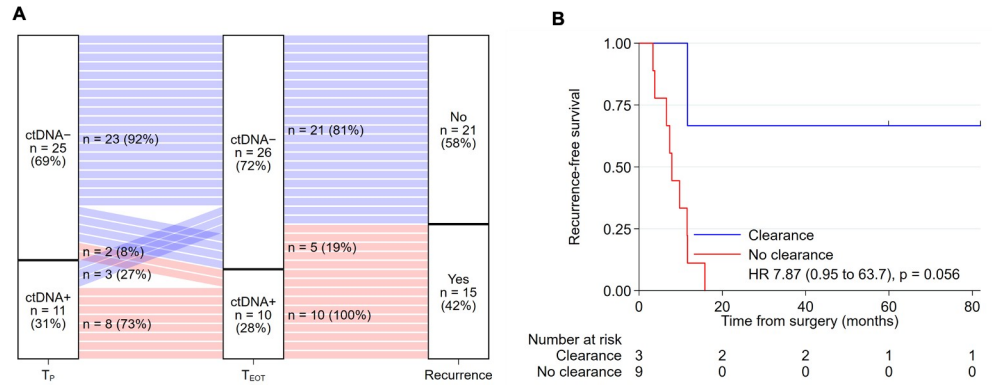 A
ctDNA−
n = 25
(69%)
ctDNA+
n = 11
(31%)
n = 23 (92%)
n = 2 (8%)
n = 3 (27%)
n = 8 (73%)
ctDNA−
n = 26
(72%)
ctDNA+
n = 10
(28%)
n = 21 (81%)
n = 5 (19%)
n = 10 (100%)
No
n = 21
(58%)
Yes
n = 15
(42%)
TP
TEOT
Recurrence
B
Recurrence-free survival
1.00
0.75
0.50
0.25
0.00
Clearance
No clearance
HR 7.87 (0.95 to 63.7), p = 0.056
0 20 40 60 80
Time from surgery (months)
Number at risk
Clearance 3 2 2 1 1
No clearance 9 0 0 0 0